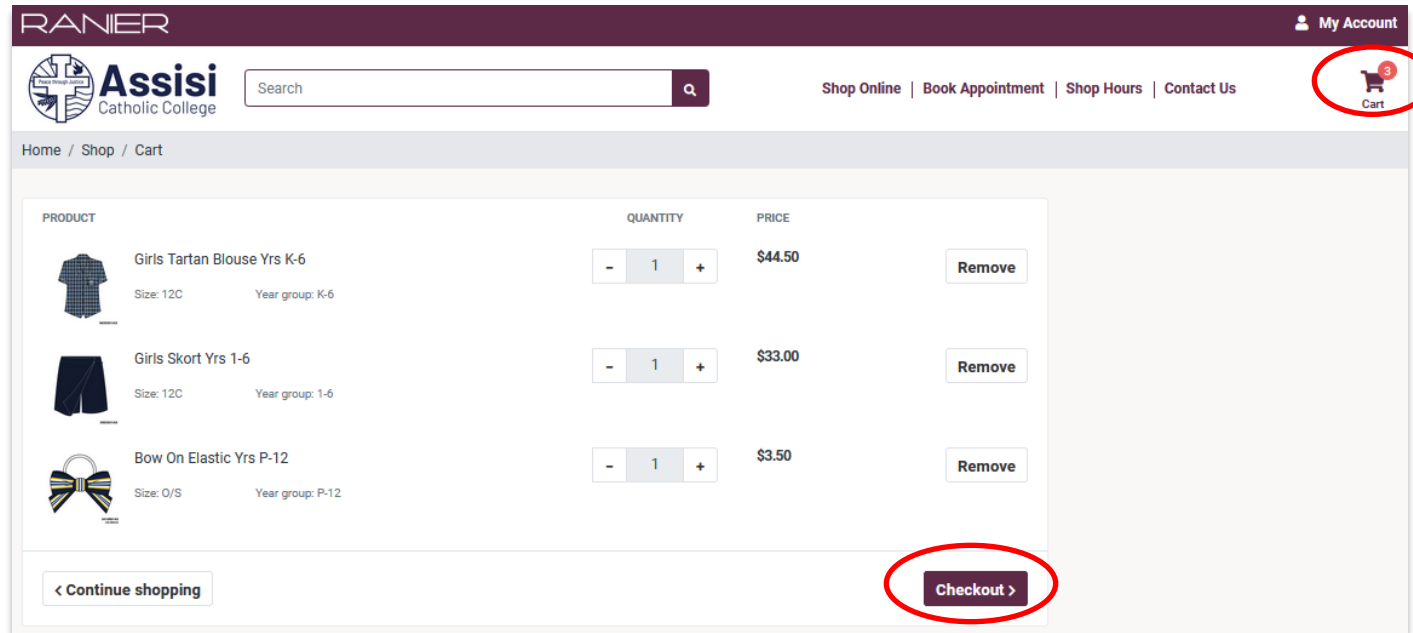 RANIER
My Account
Assisi
Catholic College
Search
Shop Online | Book Appointment | Shop Hours | Contact Us
3
Cart
Home / Shop / Cart
PRODUCT QUANTITY PRICE
Girls Tartan Blouse Yrs K-6
- 1 + $44.50 Remove
Size: 12C Year group: K-6
Girls Skort Yrs 1-6
- 1 + $33.00 Remove
Size: 12C Year group: 1-6
Bow On Elastic Yrs P-12
- 1 + $3.50 Remove
Size: O/S Year group: P-12
< Continue shopping Checkout >